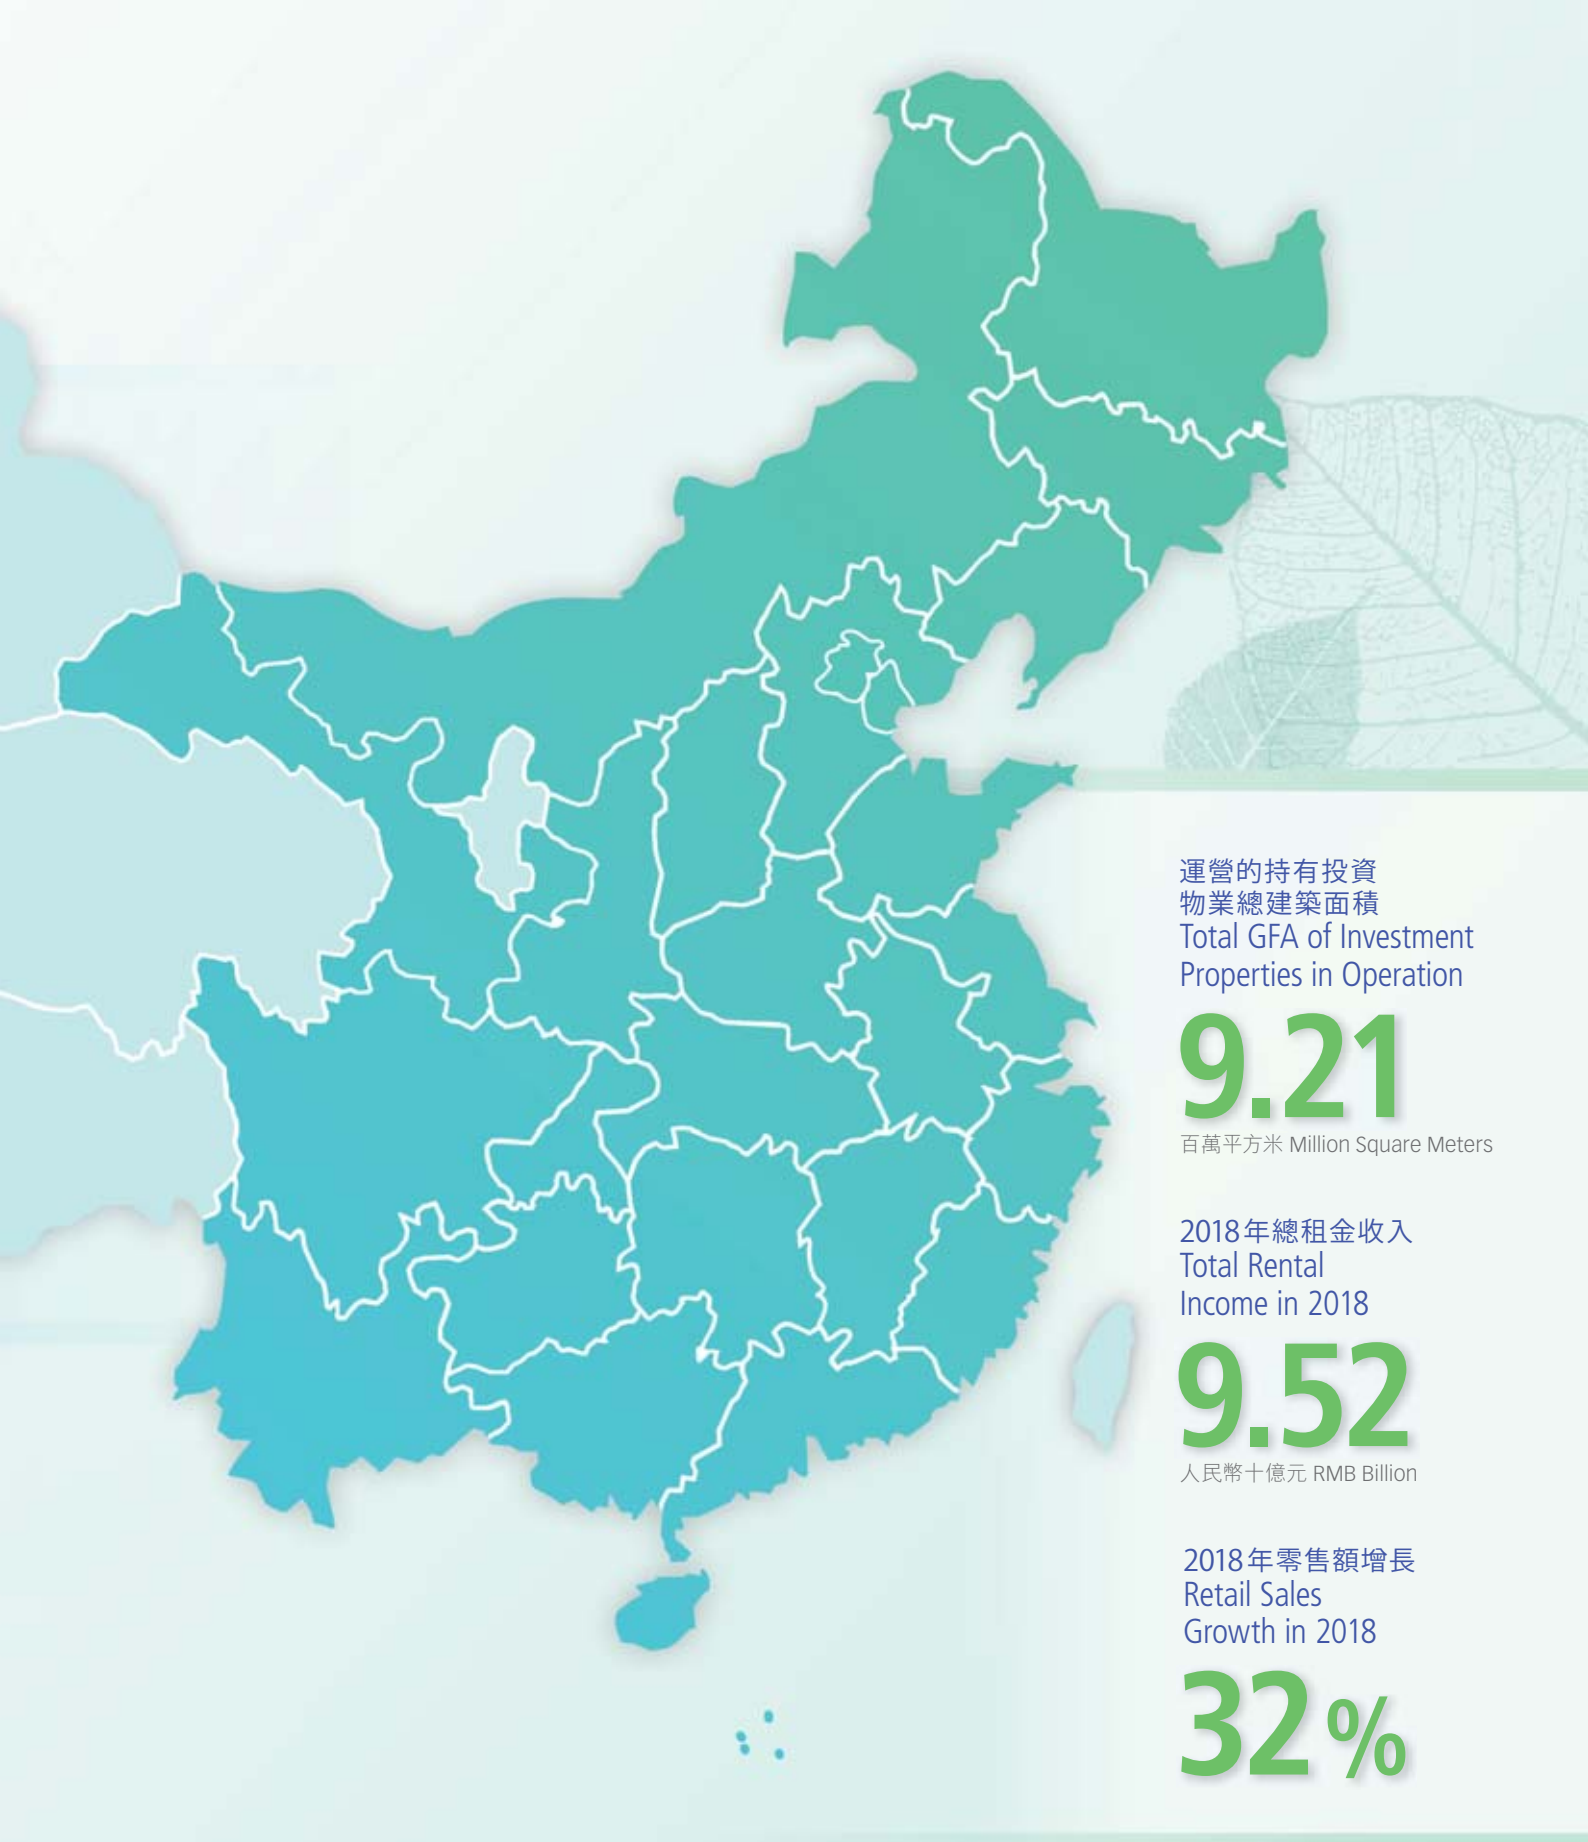 運營的持有投資
物業總建築面積
Total GFA of Investment
Properties in Operation
9.21
百萬平方米 Million Square Meters
2018年總租金收入
Total Rental
Income in 2018
9.52
人民幣十億元 RMB Billion
2018年零售額增長
Retail Sales
Growth in 2018
32%